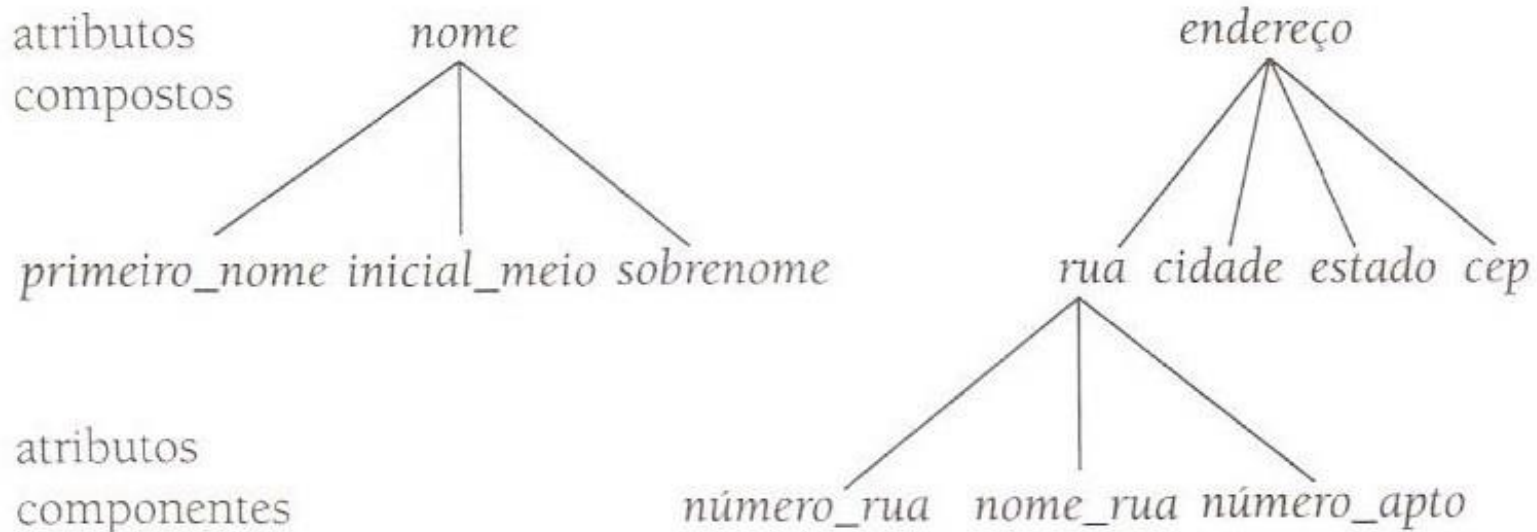 atributos nome endereço
compostos
primeiro_nome inicial_meio sobrenome rua cidade estado cep
atributos
componentes número_rua nome_rua número_apto